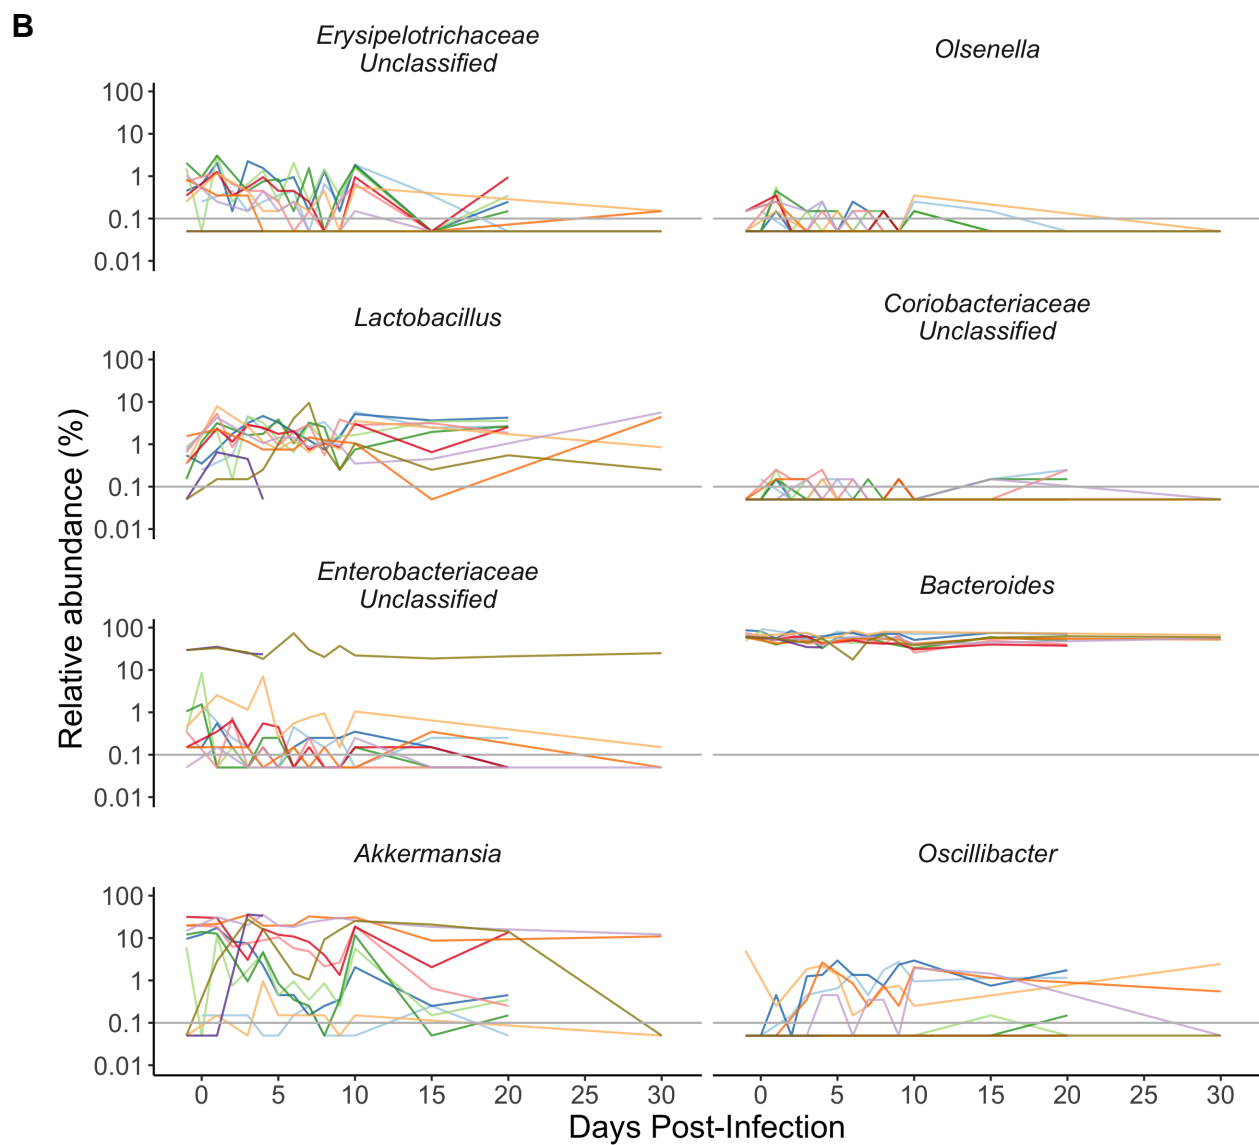 B
Erysipelotrichaceae
Unclassified
Olsenella
100
10
1
0.1
0.01
Lactobacillus
Coriobacteriaceae
Unclassified
100
10
1
0.1
0.01
Enterobacteriaceae
Unclassified
Bacteroides
100
10
1
0.1
0.01
Akkermansia
Oscillibacter
100
10
1
0.1
0.01
0 5 10 15 20 25 30
0 5 10 15 20 25 30
Relative abundance (%)
Days Post-Infection